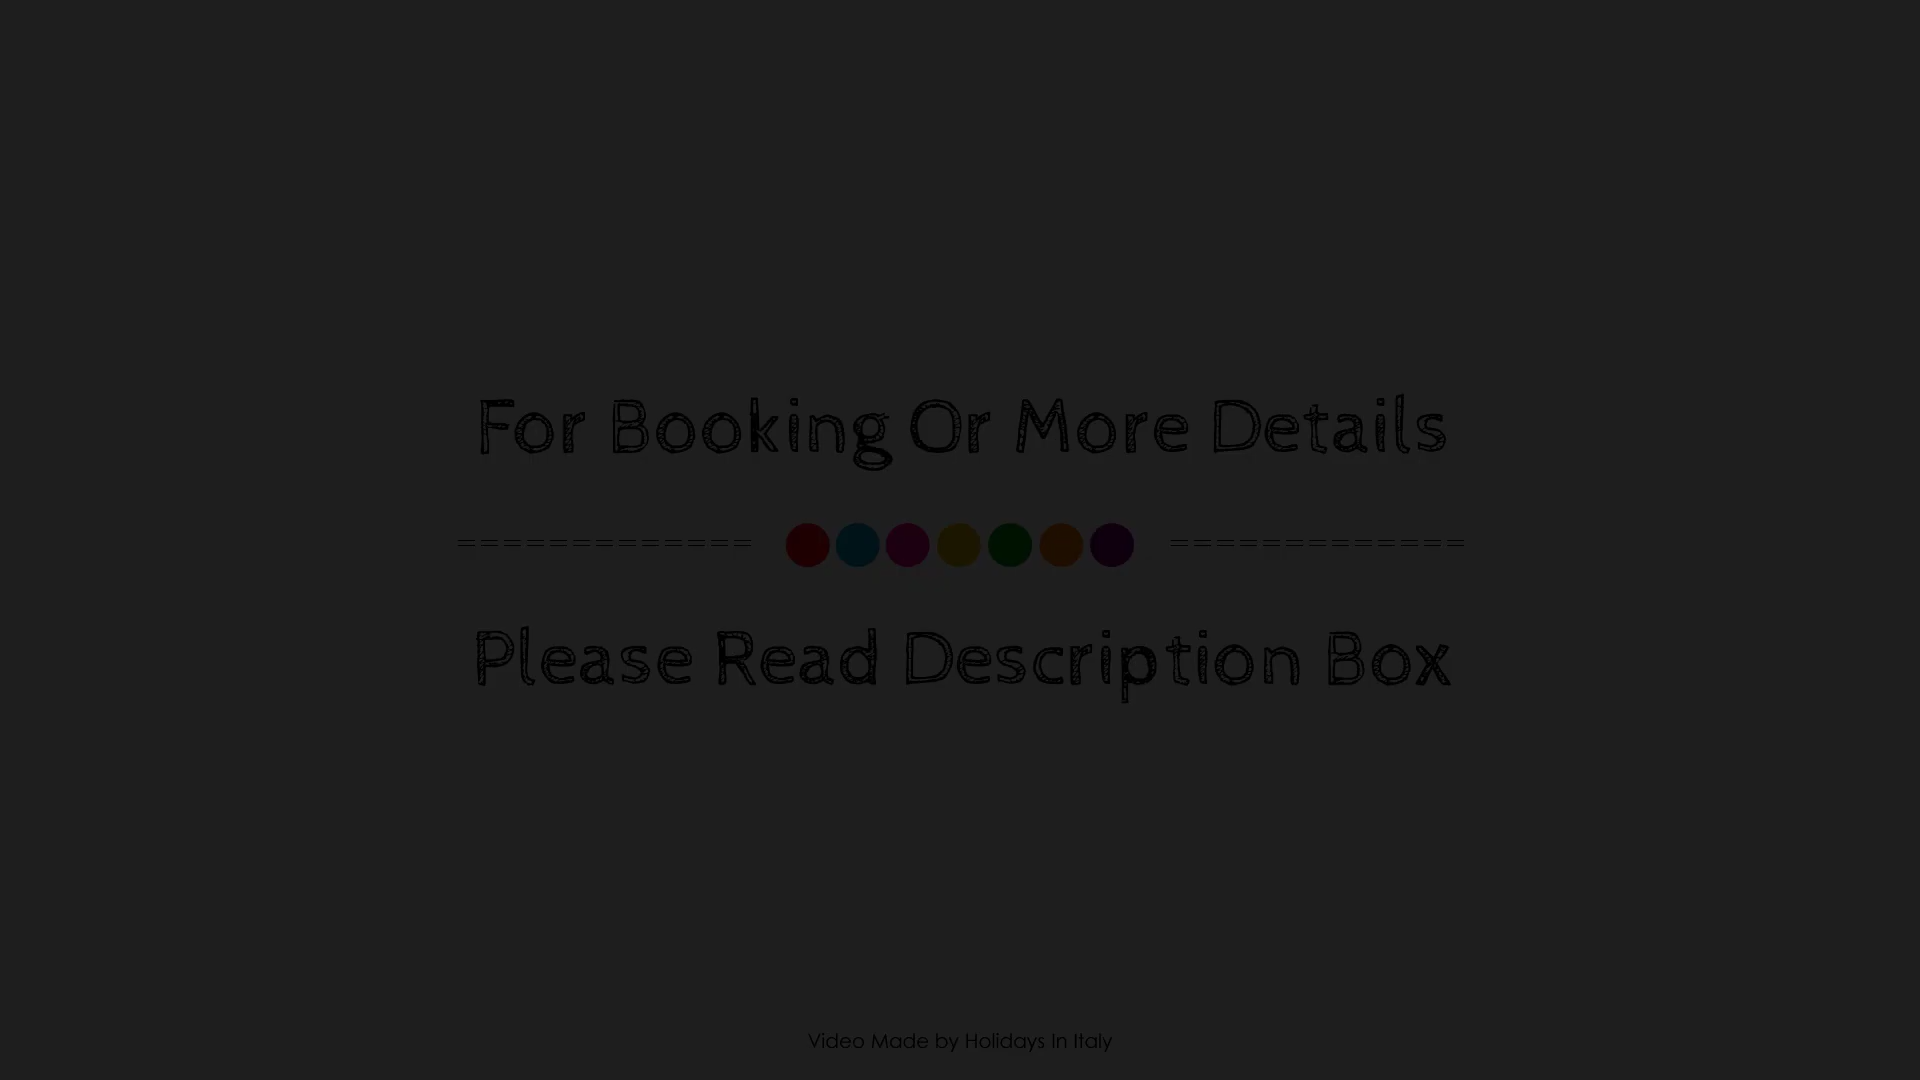 For Booking Or More Details
============= =============
Please Read Description Box
Video Made by Holidays In Italy